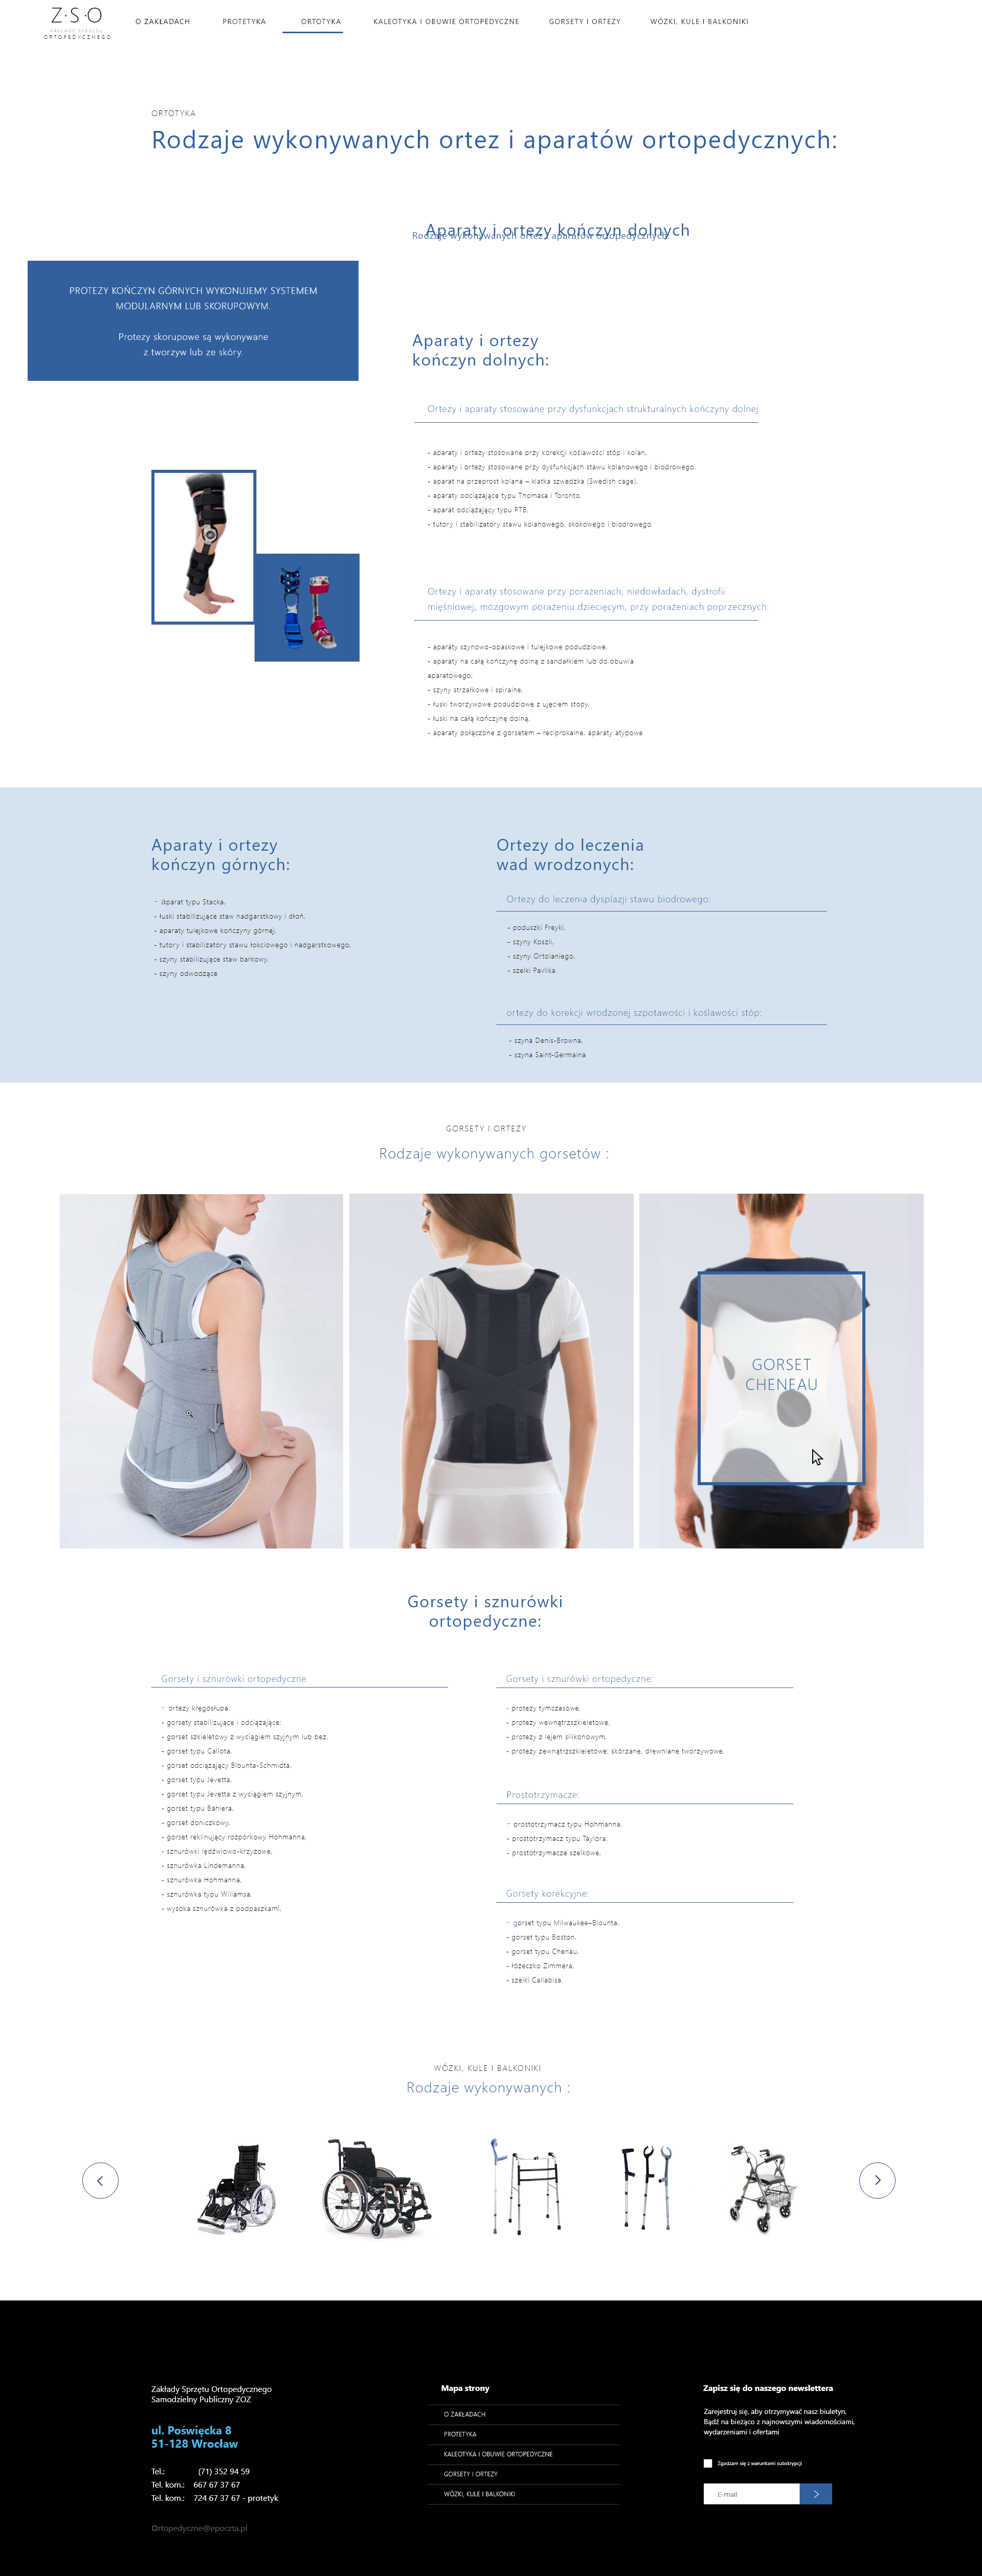 Z·S·O
ZAKŁADY SPRZĘTU
ORTOPEDYCZNEGO
O ZAKŁADACH
PROTETYKA
ORTOTYKA
KALEOTYKA I OBUWIE ORTOPEDYCZNE
GORSETY I ORTEZY
WÓZKI, KULE I BALKONIKI
ORTOTYKA
Rodzaje wykonywanych ortez i aparatów ortopedycznych:
Aparaty i ortezy kończyn dolnych
Rodzaje wykonywanych ortez i aparatów ortopedycznych:
PROTEZY KOŃCZYN GÓRNYCH WYKONUJEMY SYSTEMEM
MODULARNYM LUB SKORUPOWYM.
Protezy skorupowe są wykonywane
z tworzyw lub ze skóry.
Aparaty i ortezy
kończyn dolnych:
Ortezy i aparaty stosowane przy dysfunkcjach strukturalnych kończyny dolnej
- aparaty i ortezy stosowane przy korekcji koślawości stóp i kolan,
- aparaty i ortezy stosowane przy dysfunkcjach stawu kolanowego i biodrowego,
- aparat na przeprost kolana – klatka szwedzka (Swedish cage),
- aparaty odciążające typu Thomasa i Toronto,
- aparat odciążający typu PTB,
- tutory i stabilizatory stawu kolanowego, skokowego i biodrowego
Ortezy i aparaty stosowane przy porażeniach, niedowładach, dystrofii
mięśniowej, mózgowym porażeniu dziecięcym, przy porażeniach poprzecznych:
- aparaty szynowo-opaskowe i tulejkowe podudziowe,
- aparaty na całą kończynę dolną z sandałkiem lub do obuwia
aparatowego,
- szyny strzałkowe i spiralne,
- łuski tworzywowe podudziowe z ujęciem stopy,
- łuski na całą kończynę dolną,
- aparaty połączone z gorsetem – reciprokalne, aparaty atypowe
Aparaty i ortezy
kończyn górnych:
- aparat typu Stacka,
- łuski stabilizujące staw nadgarstkowy i dłoń,
- aparaty tulejkowe kończyny górnej,
- tutory i stabilizatory stawu łokciowego i nadgarstkowego,
- szyny stabilizujące staw barkowy,
- szyny odwodzące
Ortezy do leczenia
wad wrodzonych:
Ortezy do leczenia dysplazji stawu biodrowego:
- poduszki Freyki,
- szyny Koszli,
- szyny Ortolaniego,
- szelki Pavlika
ortezy do korekcji wrodzonej szpotawości i koślawości stóp:
- szyna Denis-Browna,
- szyna Saint-Germaina
GORSETY I ORTEZY
Rodzaje wykonywanych gorsetów :
GORSET
CHENEAU
Gorsety i sznurówki
ortopedyczne:
Gorsety i sznurówki ortopedyczne
- ortezy kręgosłupa:
- gorsety stabilizujące i odciążające:
- gorset szkieletowy z wyciągiem szyjnym lub bez,
- gorset typu Callota,
- gorset odciążający Blounta-Schmidta,
- gorset typu Jevetta,
- gorset typu Jevetta z wyciągiem szyjnym,
- gorset typu Bählera,
- gorset doniczkowy,
- gorset reklinujący rozpórkowy Hohmanna,
- sznurówki lędźwiowo-krzyżowe,
- sznurówka Lindemanna,
- sznurówka Hohmanna,
- sznurówka typu Wiliamsa,
- wysoka sznurówka z podpaszkami,
Gorsety i sznurówki ortopedyczne:
- protezy tymczasowe,
- protezy wewnątrzszkieletowe,
- protezy z lejem silikonowym,
- protezy zewnątrzszkieletowe: skórzane, drewniane tworzywowe,
Prostotrzymacze:
- prostotrzymacz typu Hohmanna,
- prostotrzymacz typu Taylora,
- prostotrzymacze szelkowe,
Gorsety korekcyjne:
- gorset typu Milwaukee–Blounta,
- gorset typu Boston,
- gorset typu Chenau,
- łóżeczko Zimmera,
- szelki Callabisa,
WÓZKI, KULE I BALKONIKI
Rodzaje wykonywanych :
Zakłady Sprzętu Ortopedycznego
Samodzielny Publiczny ZOZ
ul. Poświęcka 8
51-128 Wrocław
Tel.: (71) 352 94 59
Tel. kom.: 667 67 37 67
Tel. kom.: 724 67 37 67 - protetyk
Ortopedyczne@epoczta.pl
Mapa strony
O ZAKŁADACH
PROTETYKA
KALEOTYKA I OBUWIE ORTOPEDYCZNE
GORSETY I ORTEZY
WÓZKI, KULE I BALKONIKI
Zapisz się do naszego newslettera
Zarejestruj się, aby otrzymywać nasz biuletyn.
Bądź na bieżąco z najnowszymi wiadomościami,
wydarzeniami i ofertami
Zgadzam się z warunkami subskrypcji
E-mail